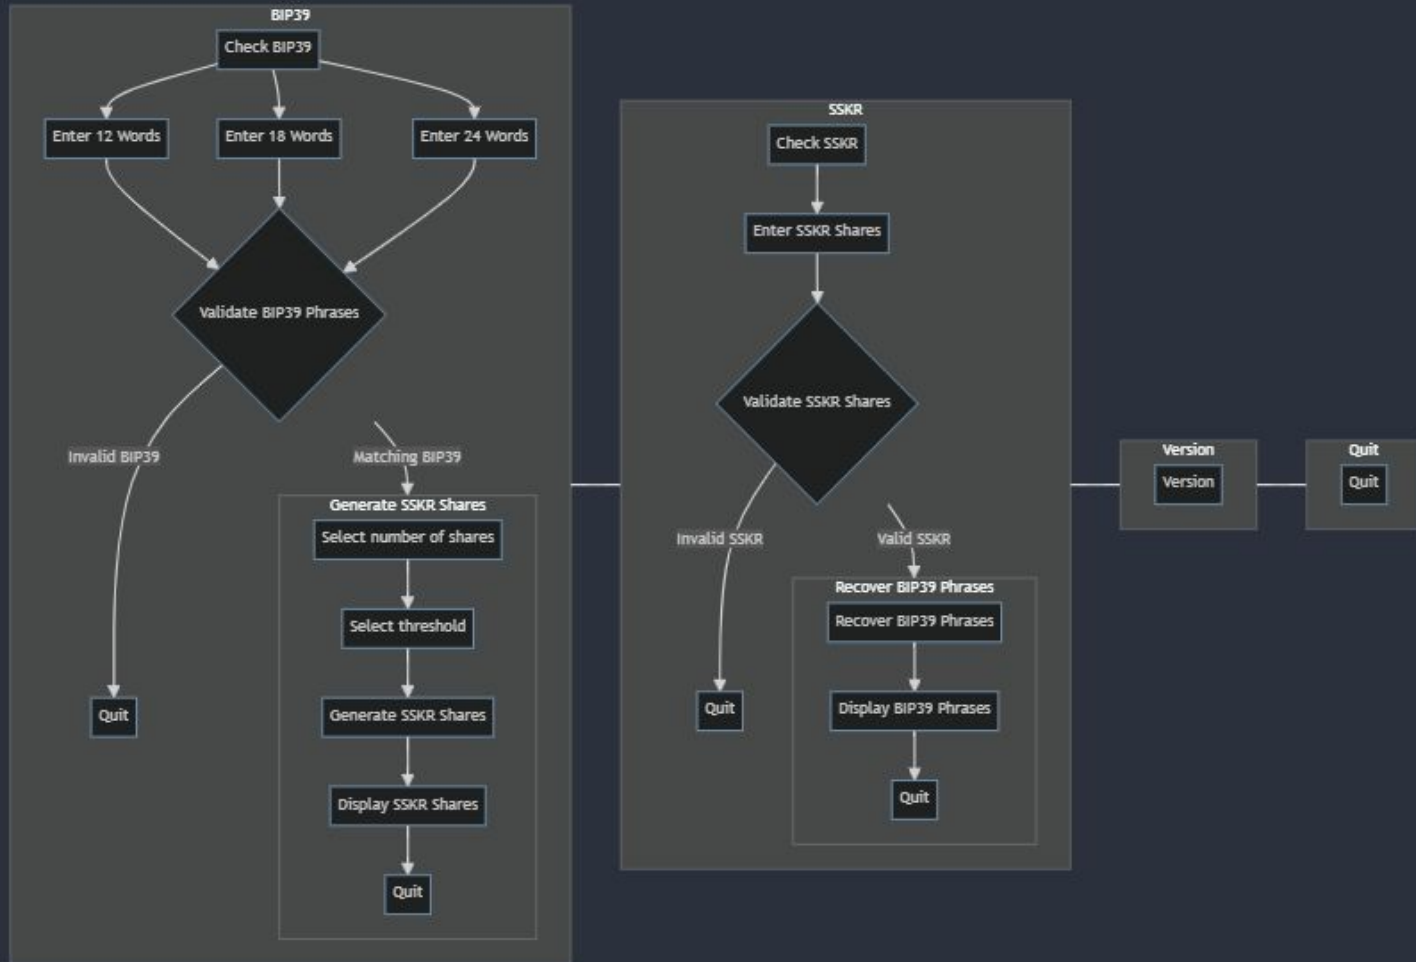 BIP39
Check BIP39
Enter 12 Words
Enter 18 Words
Enter 24 Words
Validate BIP39 Phrases
Invalid BIP39
Matching BIP39
Generate SSKR Shares
Select number of shares
Select threshold
Generate SSKR Shares
Quit
Display SSKR Shares
Quit
SSKR
Check SSKR
Enter SSKR Shares
Validate SSKR Shares
Invalid SSKR
Valid SSKR
Recover BIP39 Phrases
Recover BIP39 Phrases
Quit
Display BIP39 Phrases
Quit
Version
Version
Quit
Quit